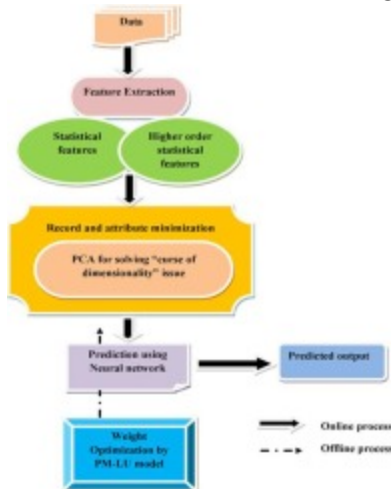 Data
Feature Extraction
Statistical
features
Higher order
statistical
features
Record and attribute minimization
PCA for solving "curse of
dimensionality" issue
Prediction using
Neural network
Predicted output
Weight
Optimization by
PM-LU model
Online process
Offline process